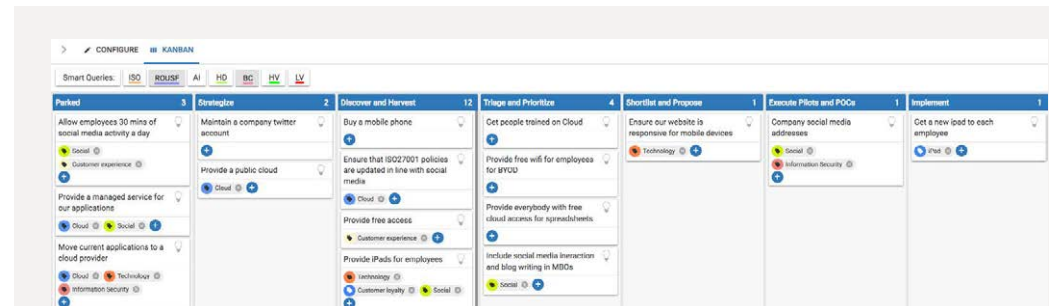 CONFIGURE KANBAN
Smart Queries: ISO ROUSF AI HD BC HV LV
Parked 3
Allow employees 30 mins of
social media activity a day
Social
Customer experience
Provide a managed service for
our applications
Cloud Social
Move current applications to a
cloud provider
Cloud Technology
Information Security
Strategize 2
Maintain a company twitter
account
Provide a public cloud
Cloud
Discover and Harvest 12
Buy a mobile phone
Ensure that ISO27001 policies
are updated in line with social
media
Cloud
Provide free access
Customer experience
Provide iPads for employees
Technology
Customer loyalty Social
Triage and Prioritize 4
Get people trained on Cloud
Provide free wifi for employees
for BYOD
Provide everybody with free
cloud access for spreadsheets
Include social media ineraction
and blog writing in MBOs
Social
Shortlist and Propose 1
Ensure our website is
responsive for mobile devices
Technology
Execute Pilots and POCs 1
Company social media
addresses
Social
Information Security
Implement 1
Get a new ipad to each
employee
iPad